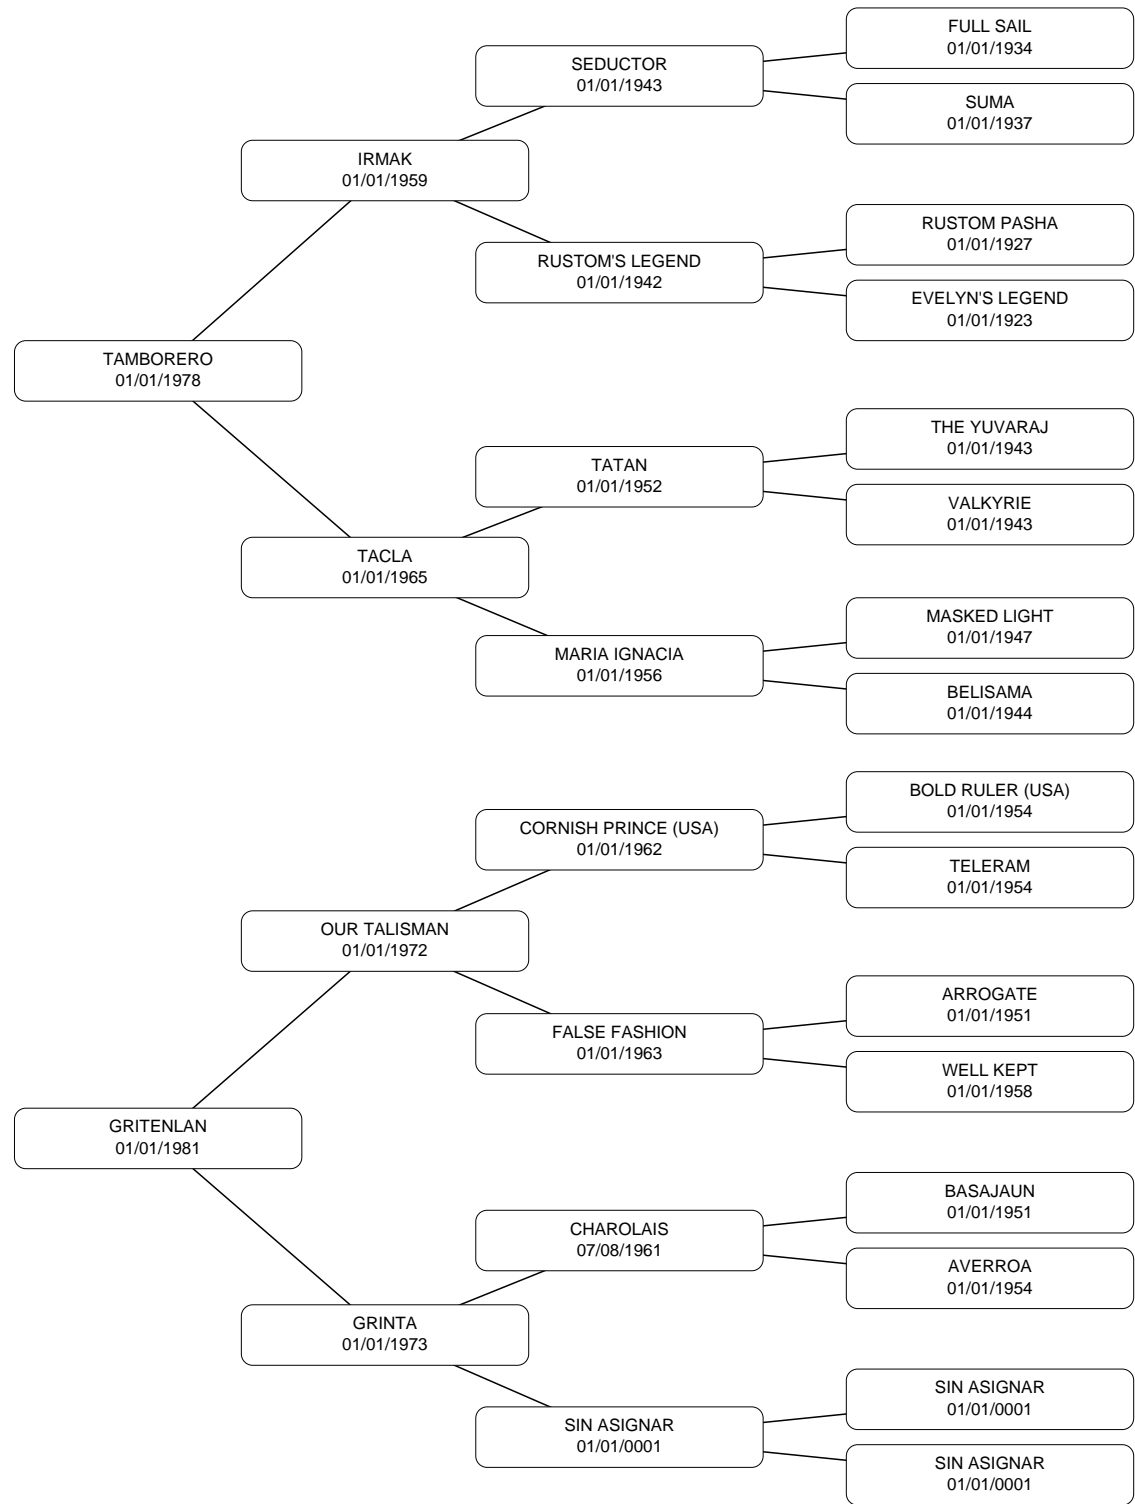 FULL SAIL
01/01/1934
SEDUCTOR
01/01/1943
SUMA
01/01/1937
IRMAK
01/01/1959
RUSTOM PASHA
01/01/1927
RUSTOM'S LEGEND
01/01/1942
EVELYN'S LEGEND
01/01/1923
TAMBORERO
01/01/1978
THE YUVARAJ
01/01/1943
TATAN
01/01/1952
VALKYRIE
01/01/1943
TACLA
01/01/1965
MASKED LIGHT
01/01/1947
MARIA IGNACIA
01/01/1956
BELISAMA
01/01/1944
BOLD RULER (USA)
01/01/1954
CORNISH PRINCE (USA)
01/01/1962
TELERAM
01/01/1954
OUR TALISMAN
01/01/1972
ARROGATE
01/01/1951
FALSE FASHION
01/01/1963
WELL KEPT
01/01/1958
GRITENLAN
01/01/1981
BASAJAUN
01/01/1951
CHAROLAIS
07/08/1961
AVERROA
01/01/1954
GRINTA
01/01/1973
SIN ASIGNAR
01/01/0001
SIN ASIGNAR
01/01/0001
SIN ASIGNAR
01/01/0001